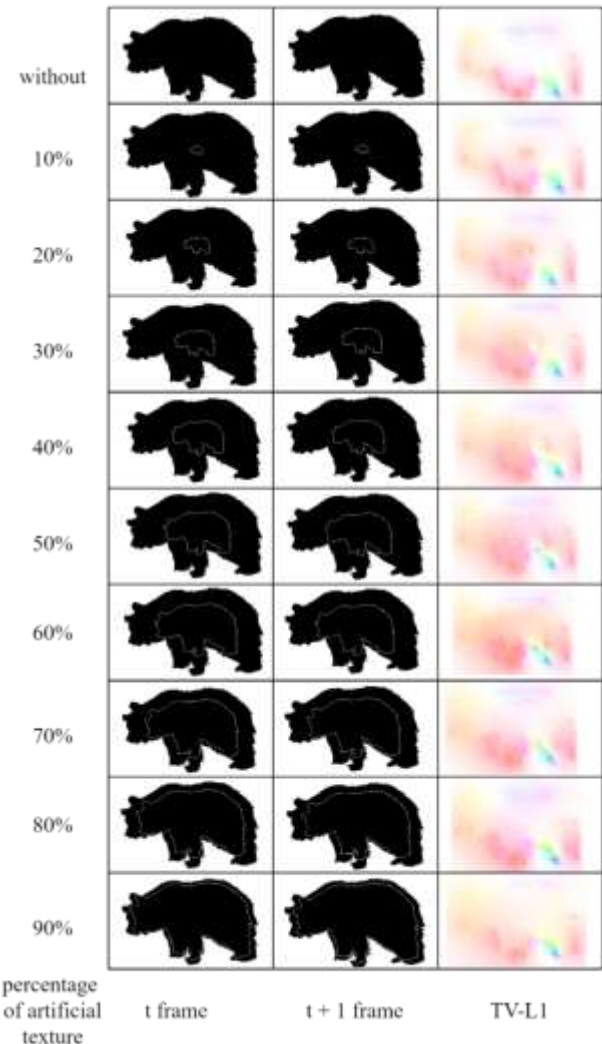 without
10%
20%
30%
40%
50%
60%
70%
80%
90%
percentage
of artificial
texture
t frame
t + 1 frame
TV-L1